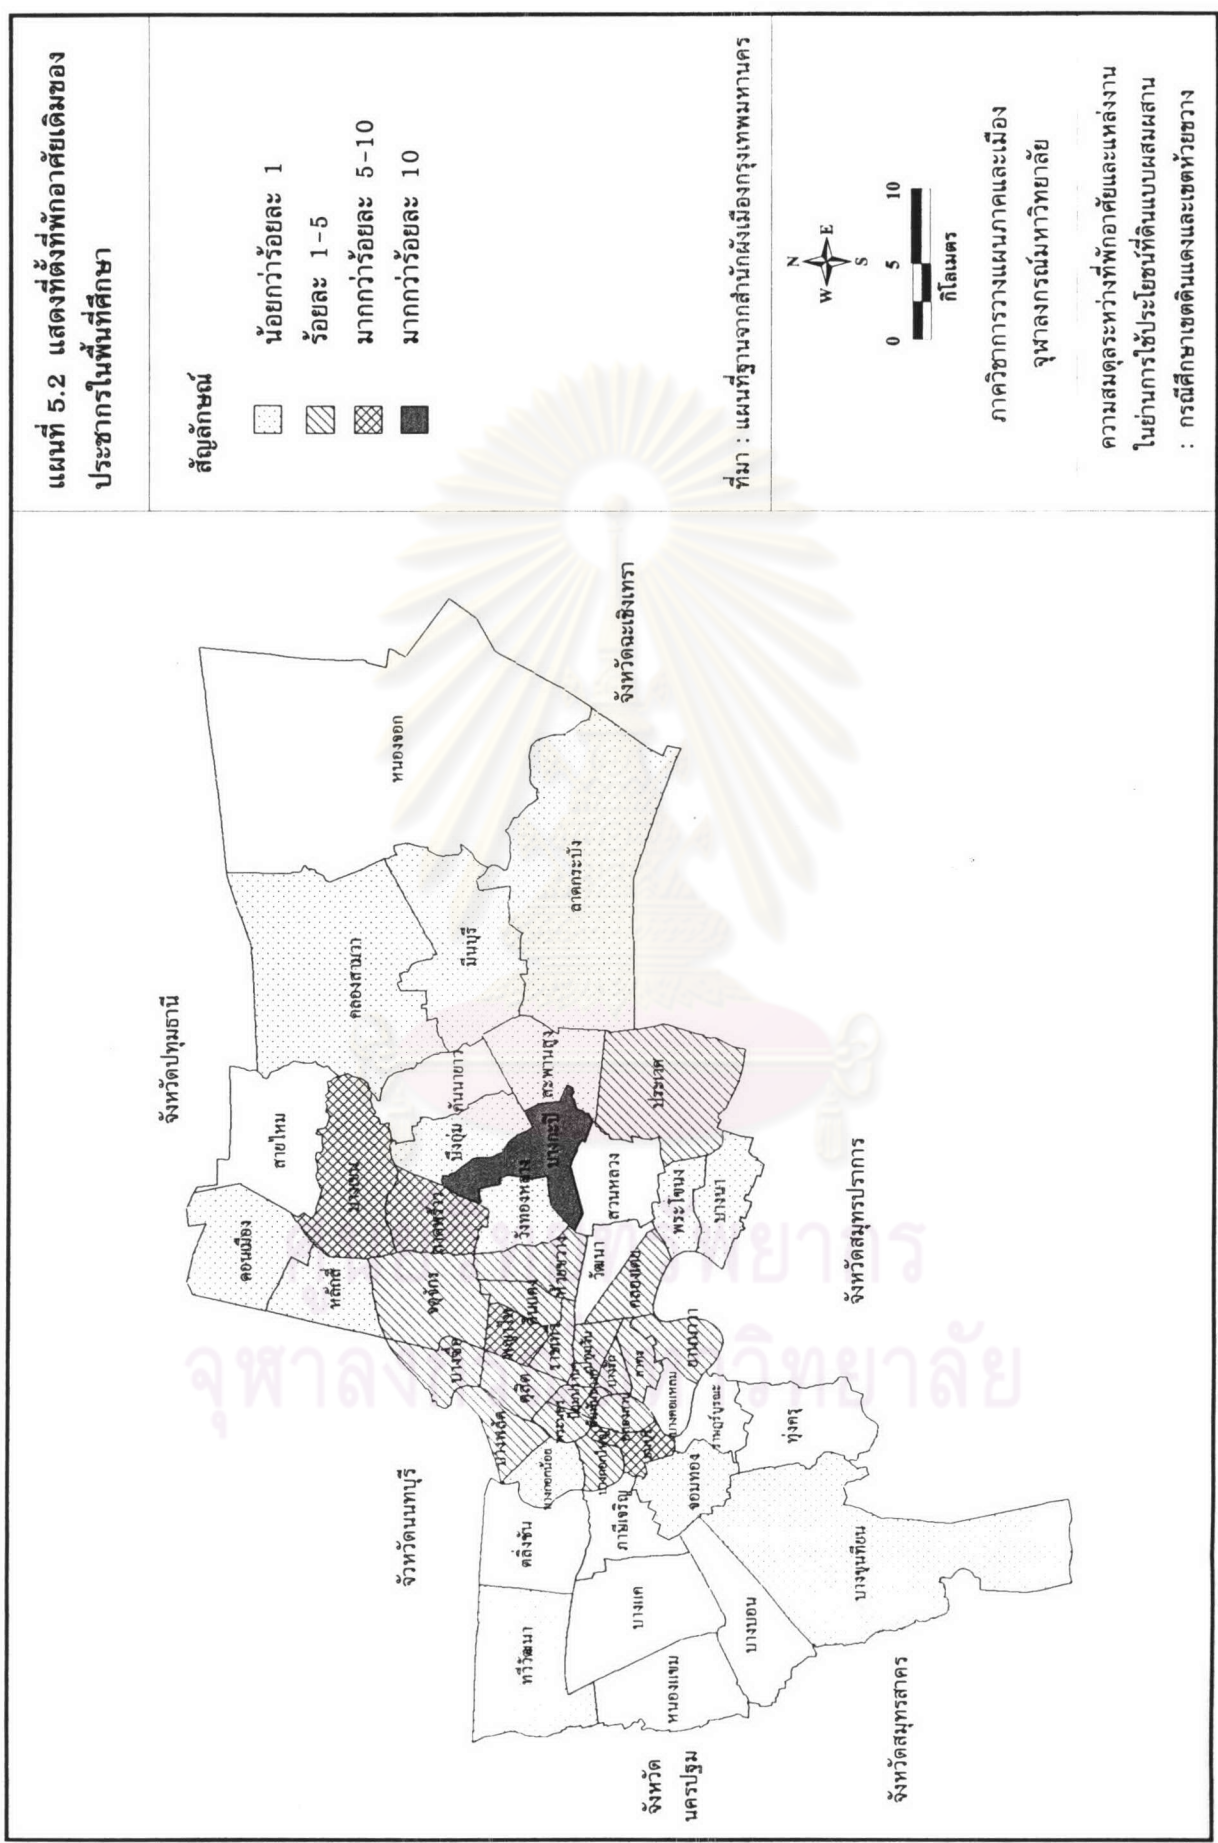 แผนที่ 5.2 แสดงที่ตั้งที่พักอาศัยเดิมของ
ประชากรในพื้นที่ศึกษา
สัญลักษณ์
น้อยกว่าร้อยละ 1
ร้อยละ 1-5
มากกว่าร้อยละ 5-10
มากกว่าร้อยละ 10
ที่มา : แผนที่ฐานจากสำนักผังเมืองกรุงเทพมหานคร
N
W
E
S
0 5 10
กิโลเมตร
ภาควิชาการวางแผนภาคและเมือง
จุฬาลงกรณ์มหาวิทยาลัย
ความสมดุลระหว่างที่พักอาศัยและแหล่งงาน
ในย่านการใช้ประโยชน์ที่ดินแบบผสมผสาน
: กรณีศึกษาเขตดินแดงและเขตห้วยขวาง
จังหวัดปทุมธานี
จังหวัดฉะเชิงเทรา
จังหวัดนนทบุรี
จังหวัดสมุทรปราการ
จังหวัดสมุทรสาคร
จังหวัด
นครปฐม
หนองจอก
คลองสามวา
มีนบุรี
ลาดกระบัง
สายไหม
ดอนเมือง
หลักสี่
บางเขน
ลาดพร้าว
บึงกุ่ม
คันนายาว
สะพานสูง
บางกะปิ
วังทองหลาง
ประเวศ
สวนหลวง
พระโขนง
บางนา
จตุจักร
บางซื่อ
ดุสิต
พญาไท
ดินแดง
ห้วยขวาง
ราชเทวี
วัฒนา
คลองเตย
ปทุมวัน
บางรัก
สาทร
ยานนาวา
บางคอแหลม
พระนคร
บางพลัด
บางกอกน้อย
บางกอกใหญ่
คลองสาน
ธนบุรี
ราษฎร์บูรณะ
ทุ่งครุ
จอมทอง
บางขุนเทียน
ภาษีเจริญ
ตลิ่งชัน
ทวีวัฒนา
บางแค
หนองแขม
บางบอน